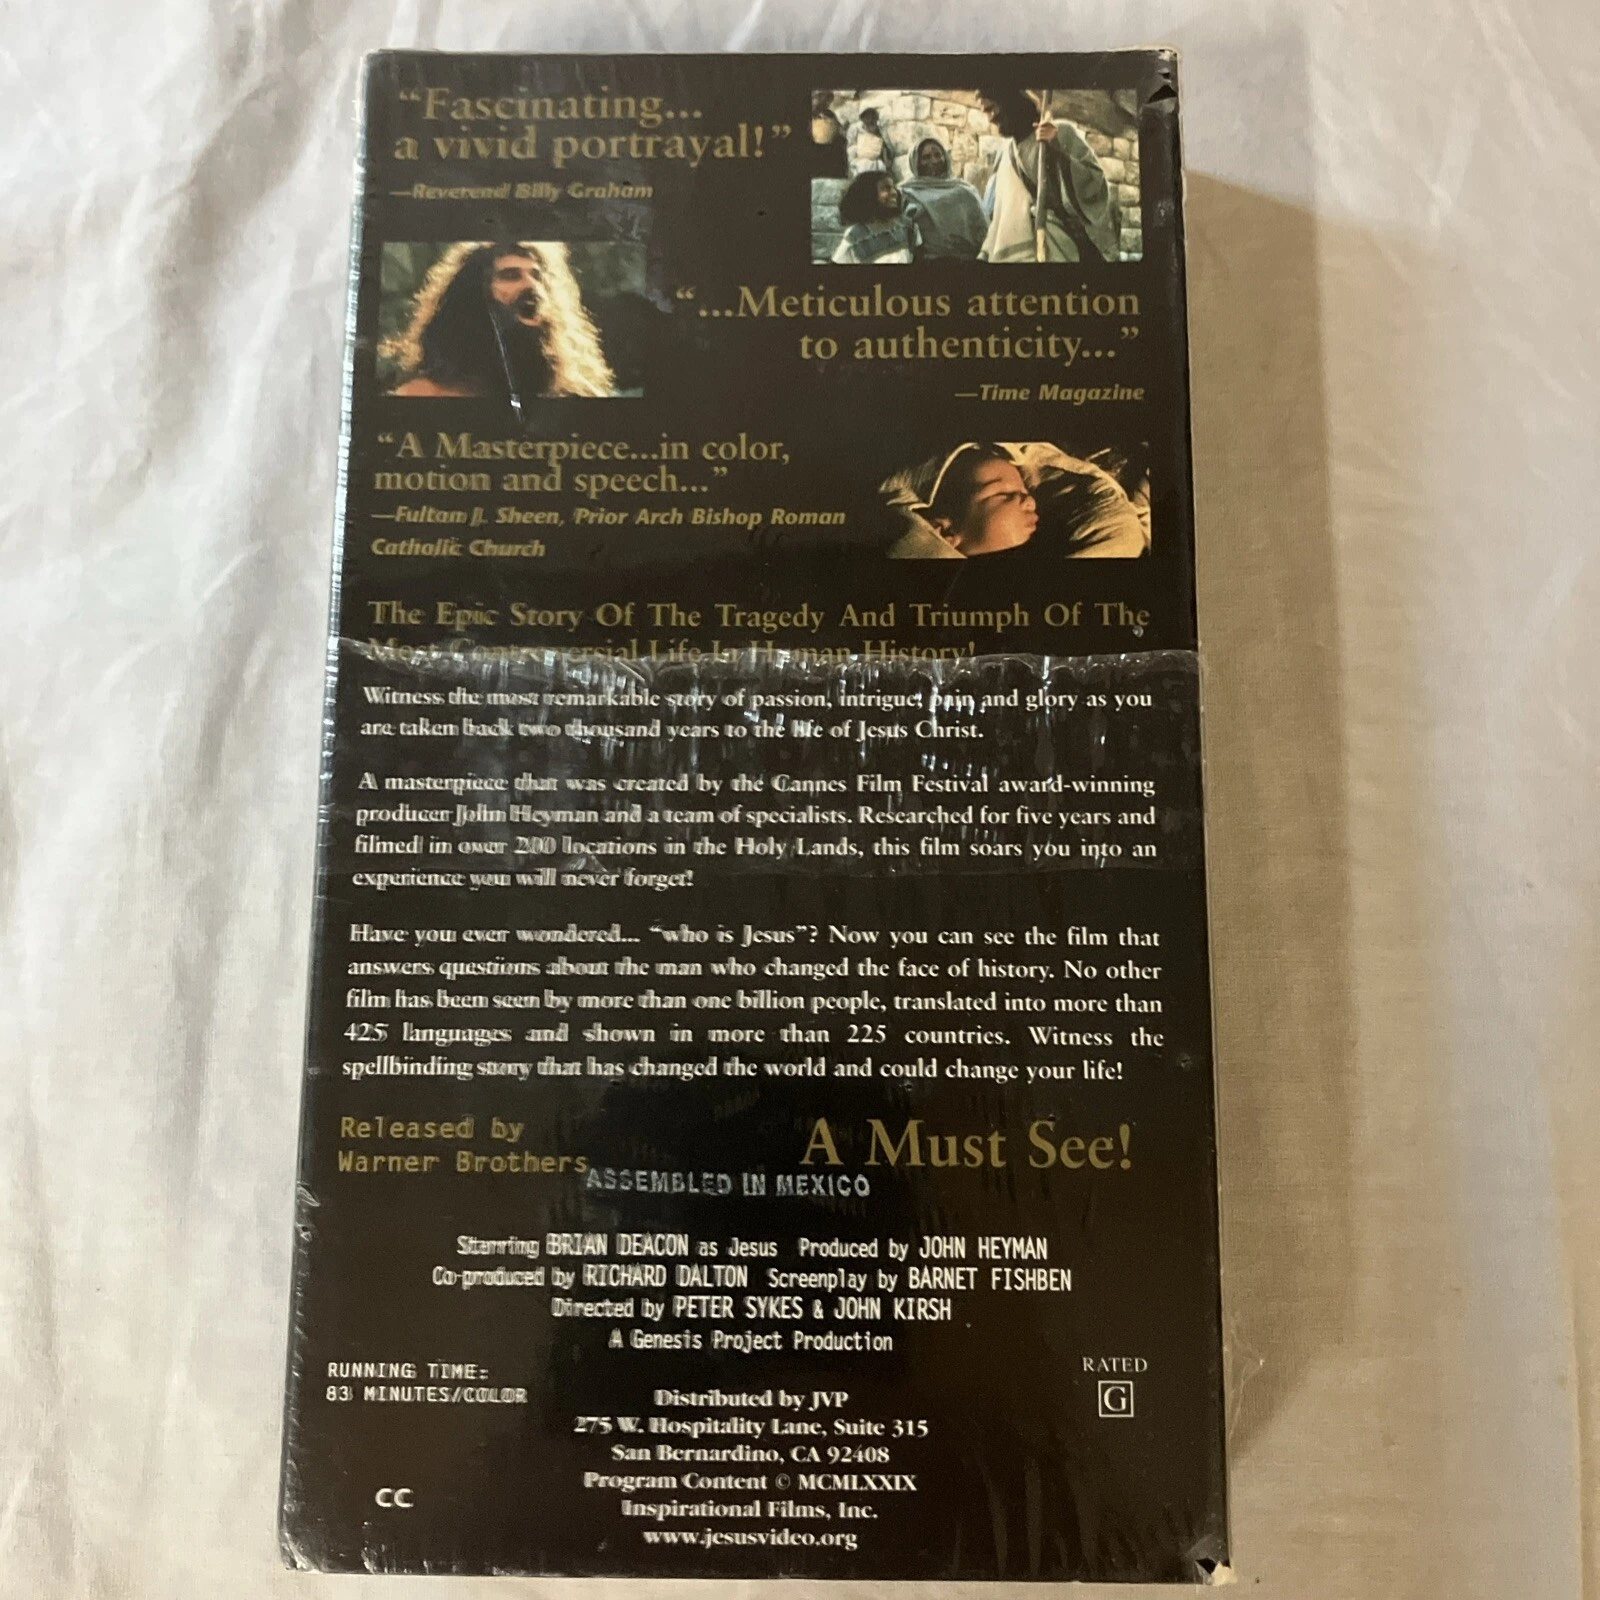 “Fascinating...
a vivid portrayal!”
—Reverend Billy Graham
“...Meticulous attention
to authenticity...”
—Time Magazine
“A Masterpiece...in color,
motion and speech...”
—Fultan J. Sheen, Prior Arch Bishop Roman
Catholic Church
The Epic Story Of The Tragedy And Triumph Of The
Most Controversial Life In Human History!
Witness the most remarkable story of passion, intrigue, pain and glory as you
are taken back two thousand years to the life of Jesus Christ.
A masterpiece that was created by the Cannes Film Festival award-winning
producer John Heyman and a team of specialists. Researched for five years and
filmed in over 200 locations in the Holy Lands, this film soars you into an
experience you will never forget!
Have you ever wondered... “who is Jesus”? Now you can see the film that
answers questions about the man who changed the face of history. No other
film has been seen by more than one billion people, translated into more than
425 languages and shown in more than 225 countries. Witness the
spellbinding story that has changed the world and could change your life!
Released by
Warner Brothers
A Must See!
ASSEMBLED IN MEXICO
Starring BRIAN DEACON as Jesus Produced by JOHN HEYMAN
Co-produced by RICHARD DALTON Screenplay by BARNET FISHBEN
Directed by PETER SYKES & JOHN KIRSH
A Genesis Project Production
RUNNING TIME:
83 MINUTES/COLOR
RATED
G
Distributed by JVP
275 W. Hospitality Lane, Suite 315
San Bernardino, CA 92408
Program Content © MCMLXXIX
Inspirational Films, Inc.
www.jesusvideo.org
CC